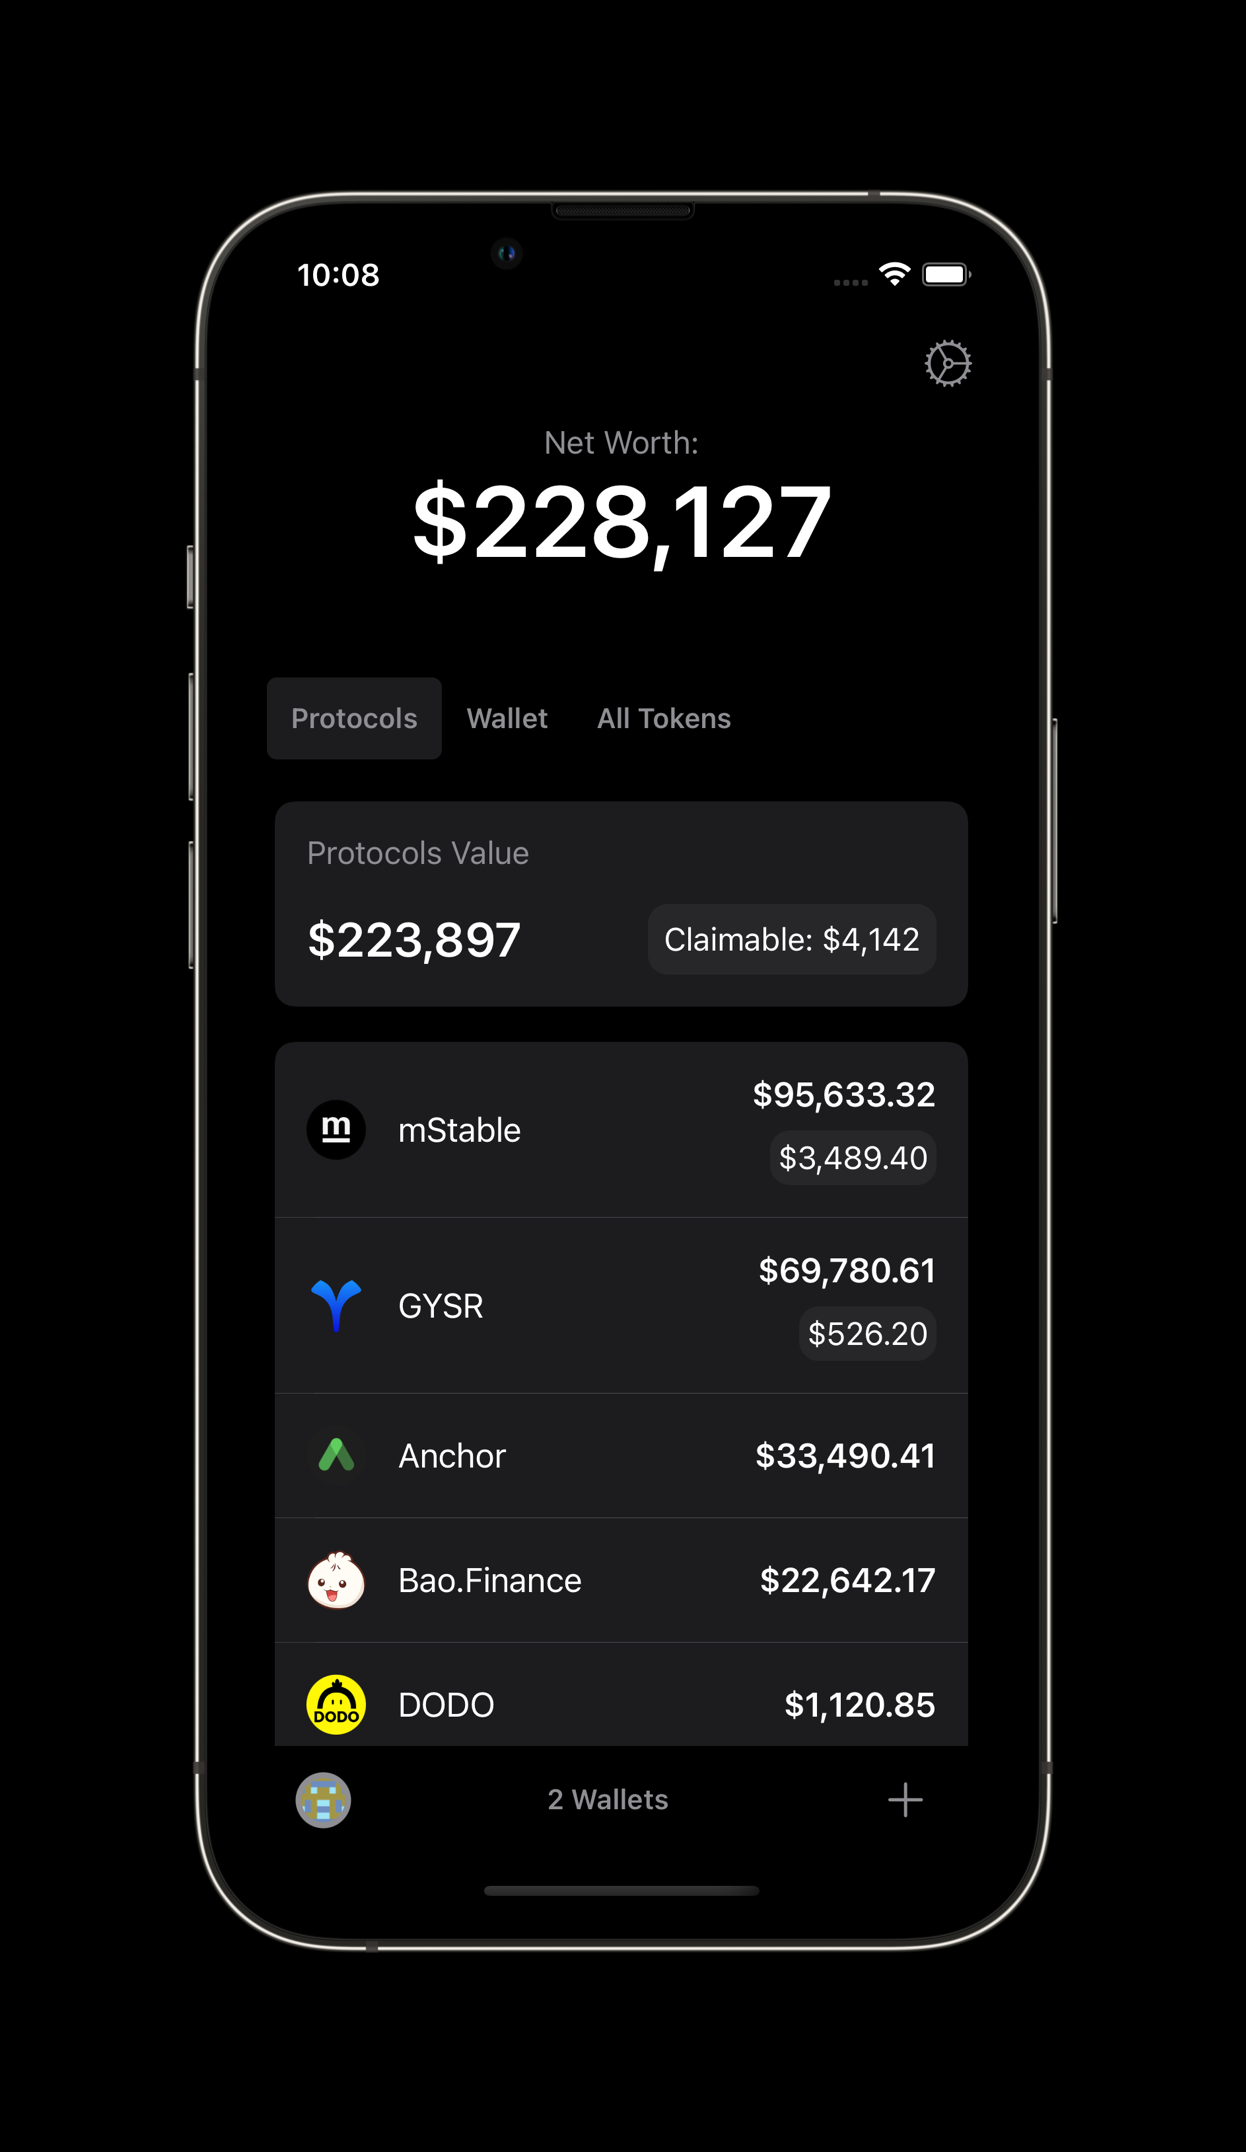 10:08
Net Worth:
$228,127
Protocols Wallet All Tokens
Protocols Value
$223,897 Claimable: $4,142
m mStable $95,633.32
$3,489.40
GYSR $69,780.61
$526.20
Anchor $33,490.41
Bao.Finance $22,642.17
DODO DODO $1,120.85
2 Wallets